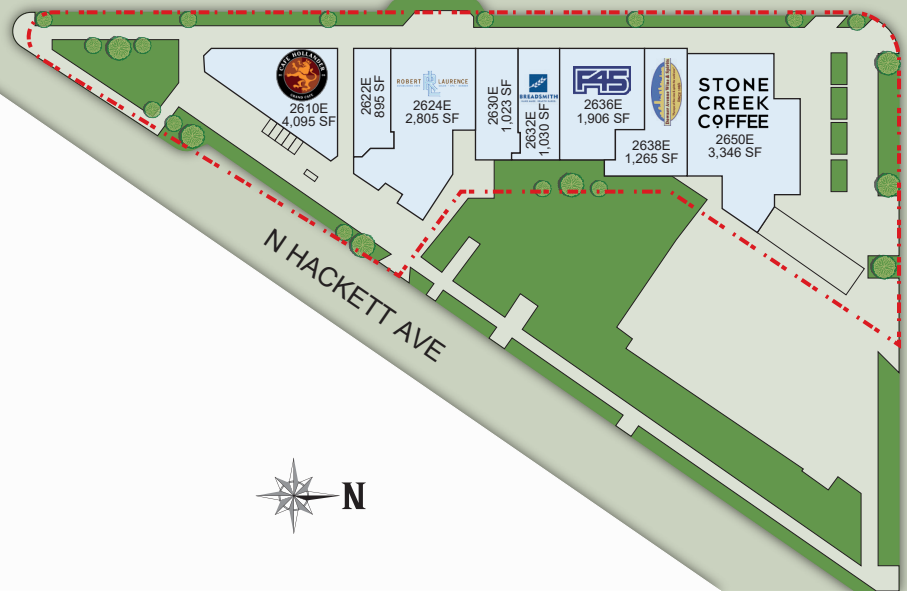 CAFE HOLLANDER
GRAND CAFE
2610E
4,095 SF
2622E
895 SF
ROBERT LAURENCE
2624E
2,805 SF
2630E
1,023 SF
BREADSMITH
2632E
1,030 SF
F45
2636E
1,906 SF
2638E
1,265 SF
STONE
CREEK
COFFEE
2650E
3,346 SF
N HACKETT AVE
N